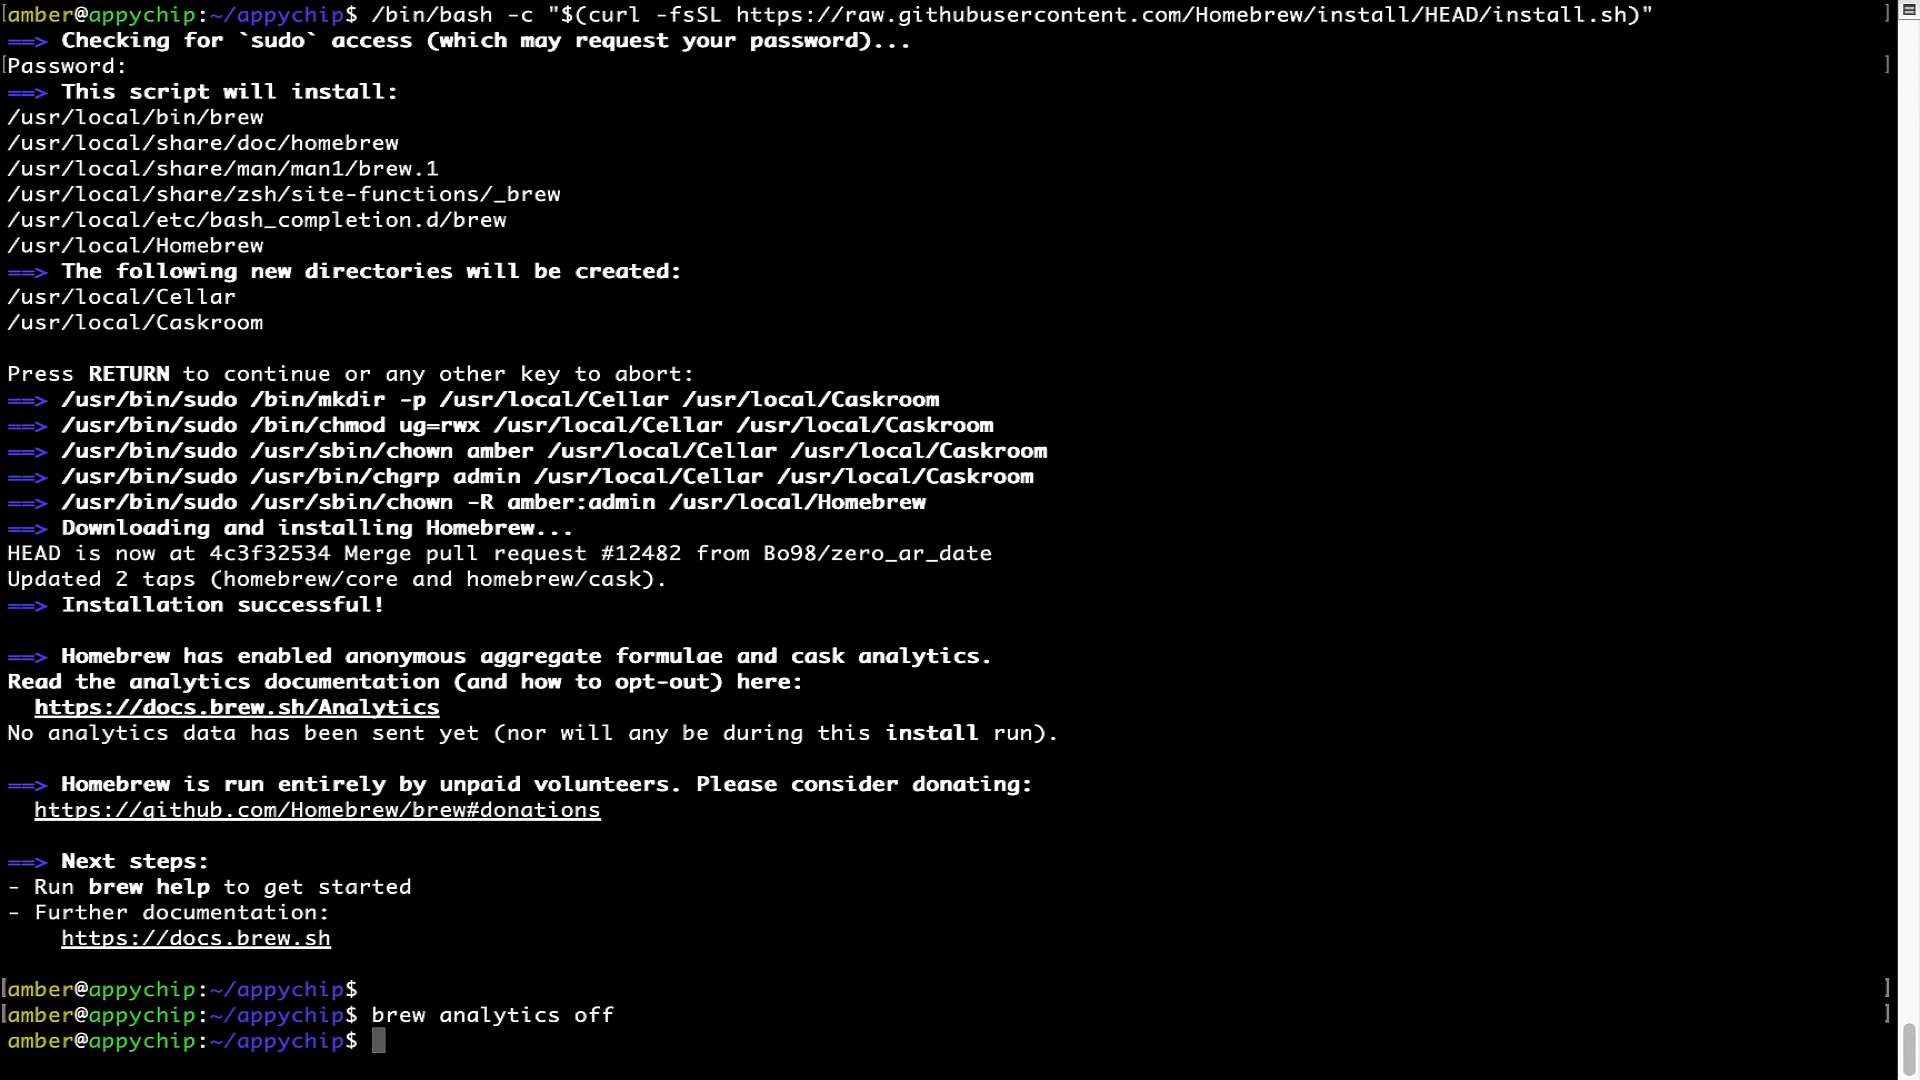 amber@appychip:~/appychip$ /bin/bash -c "$(curl -fsSL https://raw.githubusercontent.com/Homebrew/install/HEAD/install.sh)"
==> Checking for `sudo` access (which may request your password)...
Password:
==> This script will install:
/usr/local/bin/brew
/usr/local/share/doc/homebrew
/usr/local/share/man/man1/brew.1
/usr/local/share/zsh/site-functions/_brew
/usr/local/etc/bash_completion.d/brew
/usr/local/Homebrew
==> The following new directories will be created:
/usr/local/Cellar
/usr/local/Caskroom
Press RETURN to continue or any other key to abort:
==> /usr/bin/sudo /bin/mkdir -p /usr/local/Cellar /usr/local/Caskroom
==> /usr/bin/sudo /bin/chmod ug=rwx /usr/local/Cellar /usr/local/Caskroom
==> /usr/bin/sudo /usr/sbin/chown amber /usr/local/Cellar /usr/local/Caskroom
==> /usr/bin/sudo /usr/bin/chgrp admin /usr/local/Cellar /usr/local/Caskroom
==> /usr/bin/sudo /usr/sbin/chown -R amber:admin /usr/local/Homebrew
==> Downloading and installing Homebrew...
HEAD is now at 4c3f32534 Merge pull request #12482 from Bo98/zero_ar_date
Updated 2 taps (homebrew/core and homebrew/cask).
==> Installation successful!
==> Homebrew has enabled anonymous aggregate formulae and cask analytics.
Read the analytics documentation (and how to opt-out) here:
https://docs.brew.sh/Analytics
No analytics data has been sent yet (nor will any be during this install run).
==> Homebrew is run entirely by unpaid volunteers. Please consider donating:
https://github.com/Homebrew/brew#donations
==> Next steps:
- Run brew help to get started
- Further documentation:
https://docs.brew.sh
amber@appychip:~/appychip$
amber@appychip:~/appychip$ brew analytics off
amber@appychip:~/appychip$